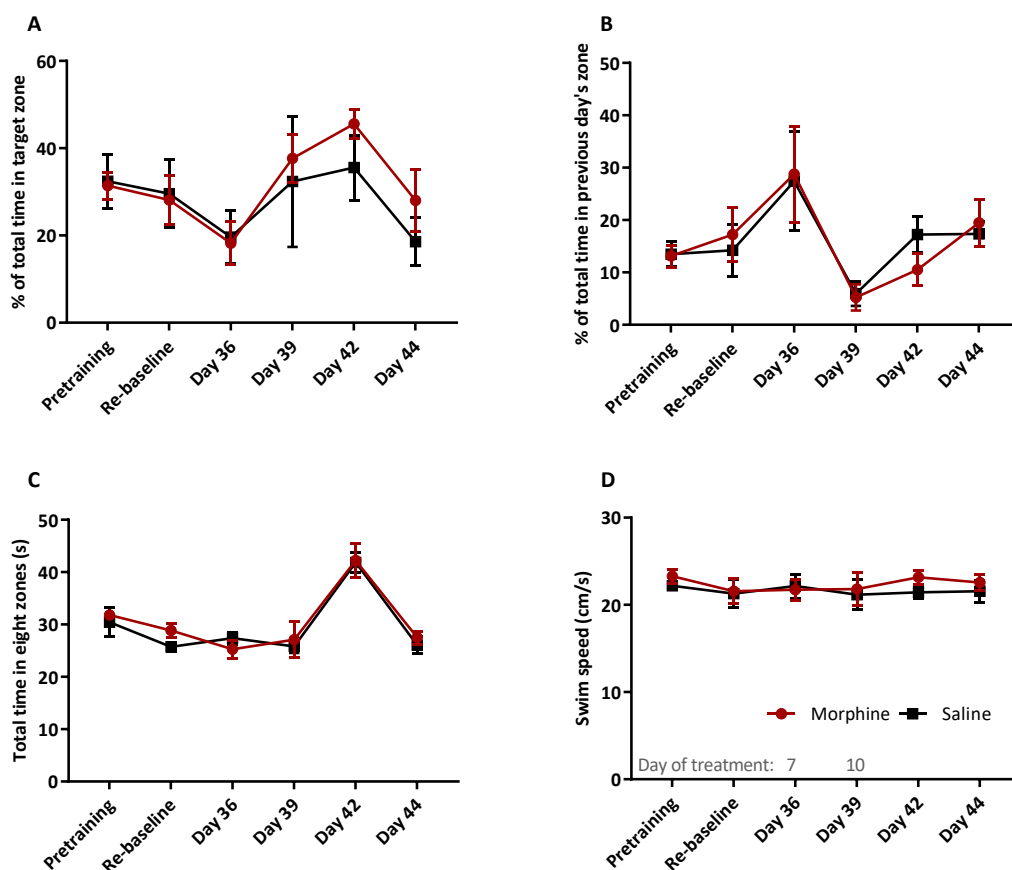 A
% of total time in target zone
60
40
20
0
Pretraining
Re-baseline
Day 36
Day 39
Day 42
Day 44
B
% of total time in previous day's zone
50
40
30
20
10
0
Pretraining
Re-baseline
Day 36
Day 39
Day 42
Day 44
C
Total time in eight zones (s)
50
40
30
20
10
0
Pretraining
Re-baseline
Day 36
Day 39
Day 42
Day 44
D
Swim speed (cm/s)
30
20
10
0
Morphine Saline
Day of treatment: 7 10
Pretraining
Re-baseline
Day 36
Day 39
Day 42
Day 44